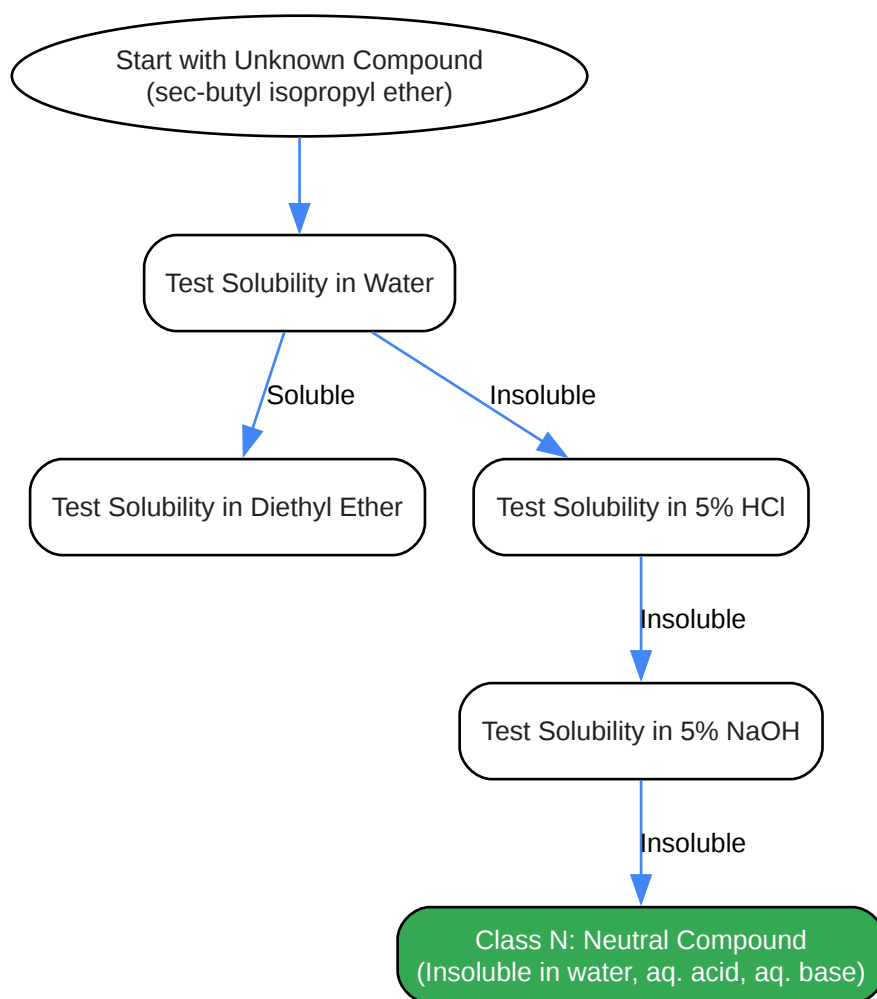 Start with Unknown Compound
(sec-butyl isopropyl ether)
Test Solubility in Water
Soluble
Insoluble
Test Solubility in Diethyl Ether
Test Solubility in 5% HCl
Insoluble
Test Solubility in 5% NaOH
Insoluble
Class N: Neutral Compound
(Insoluble in water, aq. acid, aq. base)